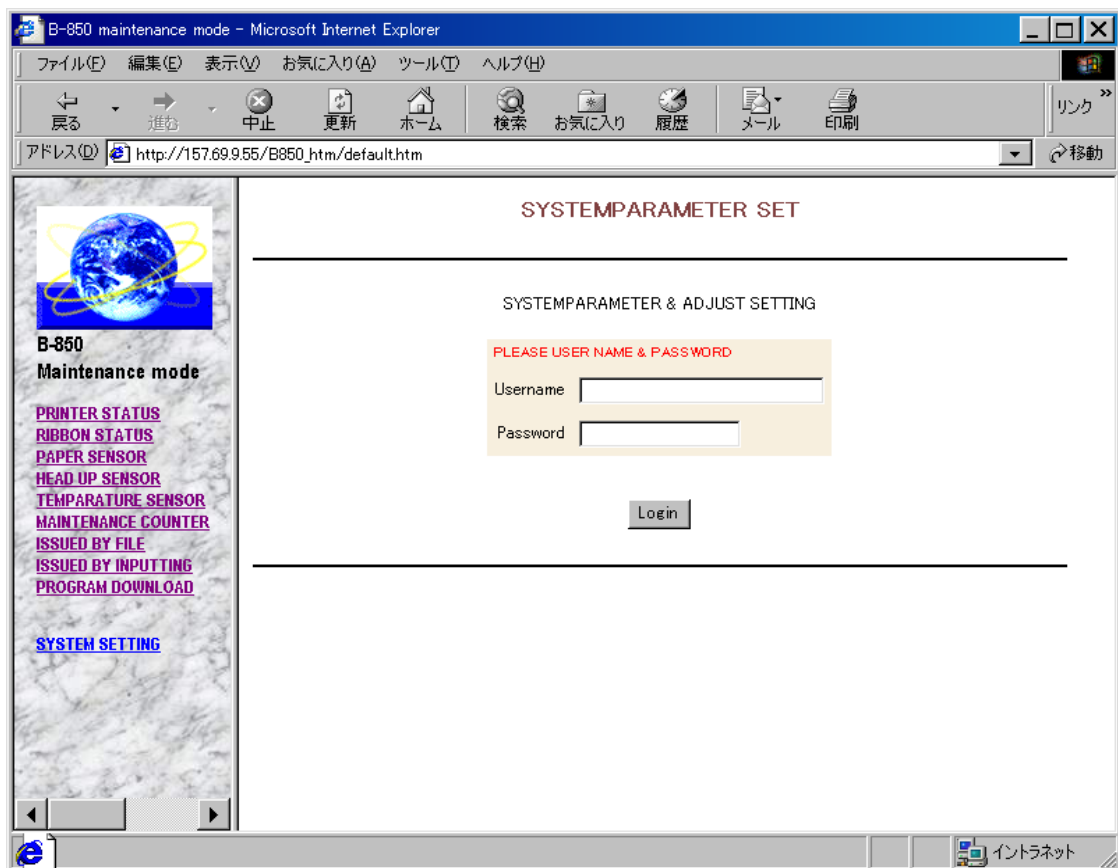 B-850 maintenance mode - Microsoft Internet Explorer
ファイル(F) 編集(E) 表示(V) お気に入り(A) ツール(T) ヘルプ(H)
戻る 進む 中止 更新 ホーム 検索 お気に入り 履歴 メール 印刷 リンク »
アドレス(D) http://157.69.9.55/B850_htm/default.htm 移動
B-850
Maintenance mode
PRINTER STATUS
RIBBON STATUS
PAPER SENSOR
HEAD UP SENSOR
TEMPARATURE SENSOR
MAINTENANCE COUNTER
ISSUED BY FILE
ISSUED BY INPUTTING
PROGRAM DOWNLOAD
SYSTEM SETTING
SYSTEMPARAMETER SET
SYSTEMPARAMETER & ADJUST SETTING
PLEASE USER NAME & PASSWORD
Username
Password
Login
イントラネット